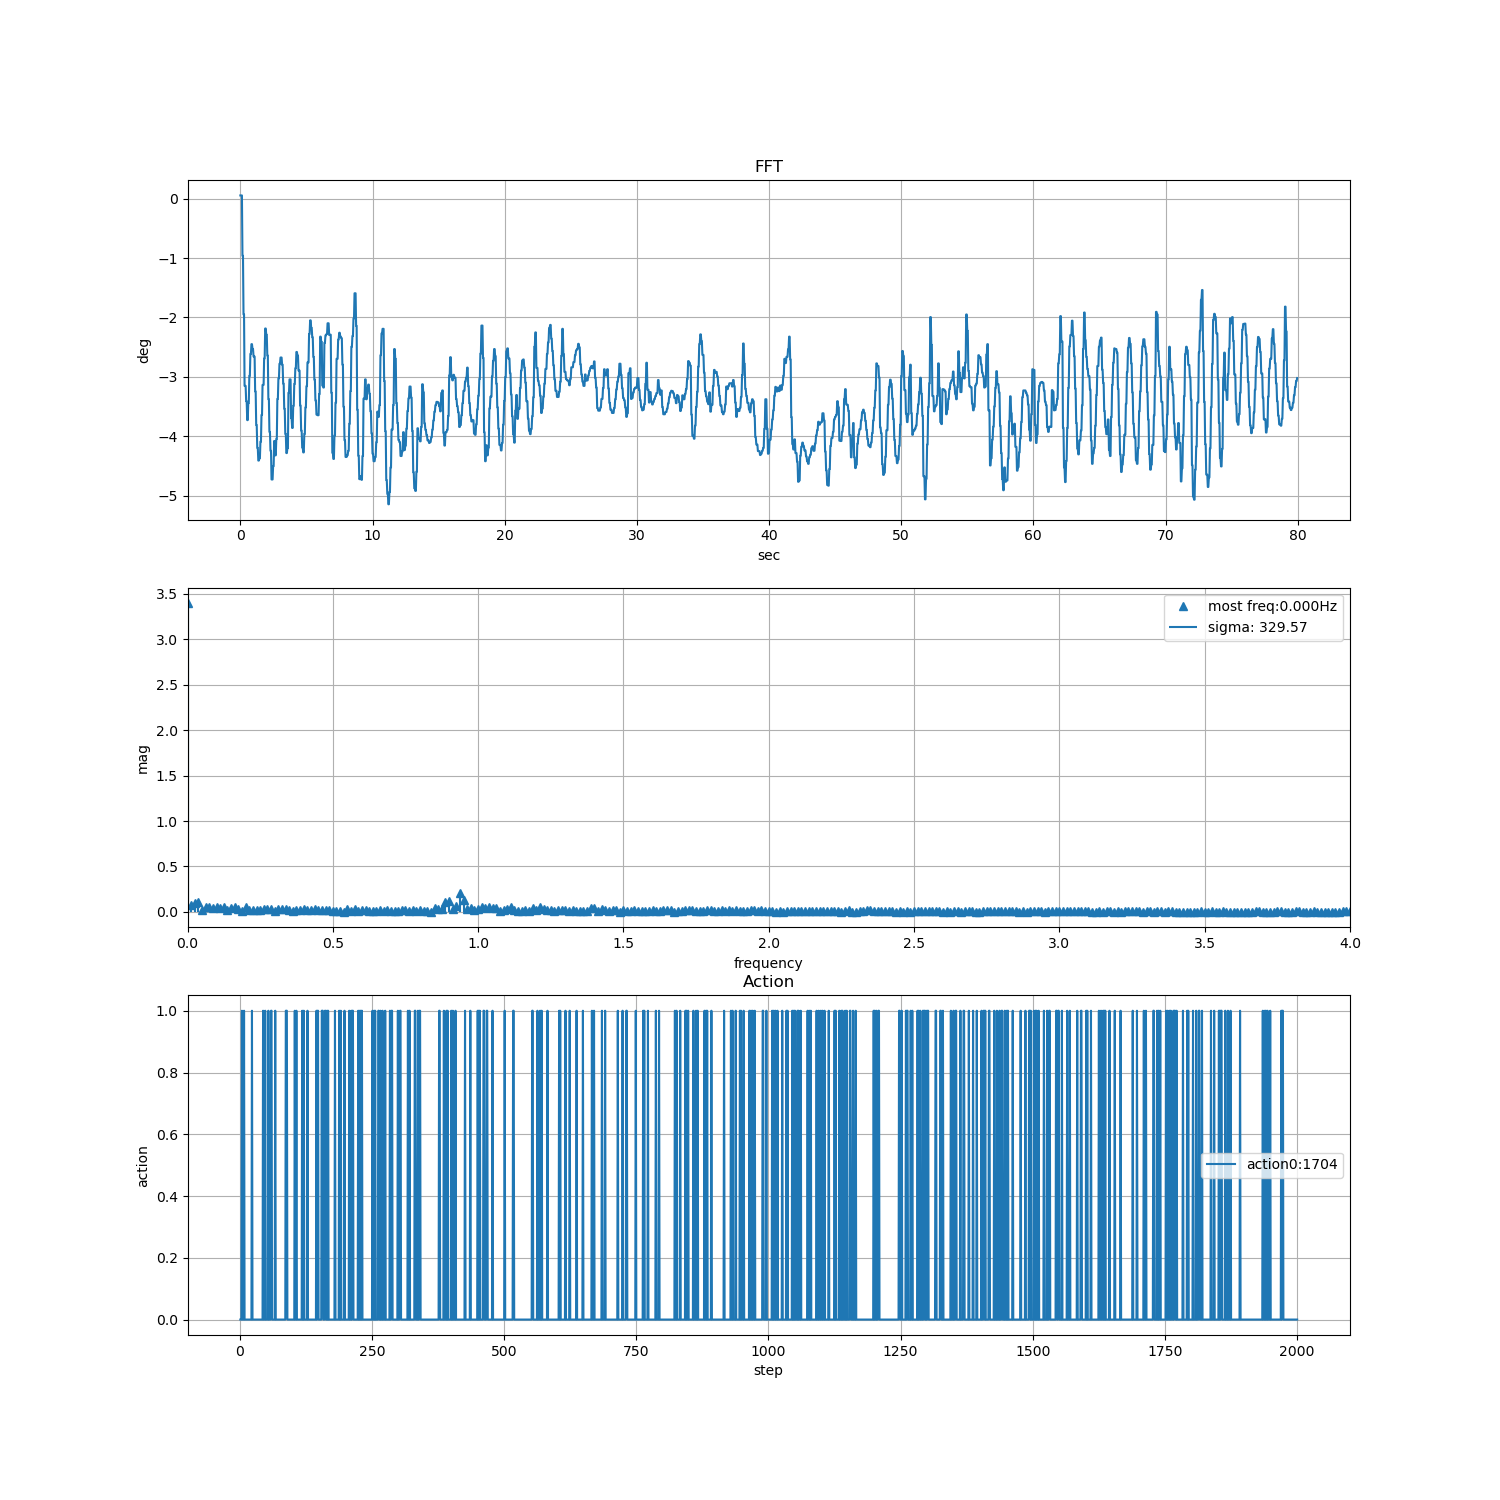 FFT
0
−1
−2
−3
−4
−5
deg
0 10 20 30 40 50 60 70 80
sec
3.5
3.0
2.5
2.0
1.5
1.0
0.5
0.0
mag
most freq:0.000Hz
sigma: 329.57
0.0 0.5 1.0 1.5 2.0 2.5 3.0 3.5 4.0
frequency
Action
1.0
0.8
0.6
0.4
0.2
0.0
action
action0:1704
0 250 500 750 1000 1250 1500 1750 2000
step